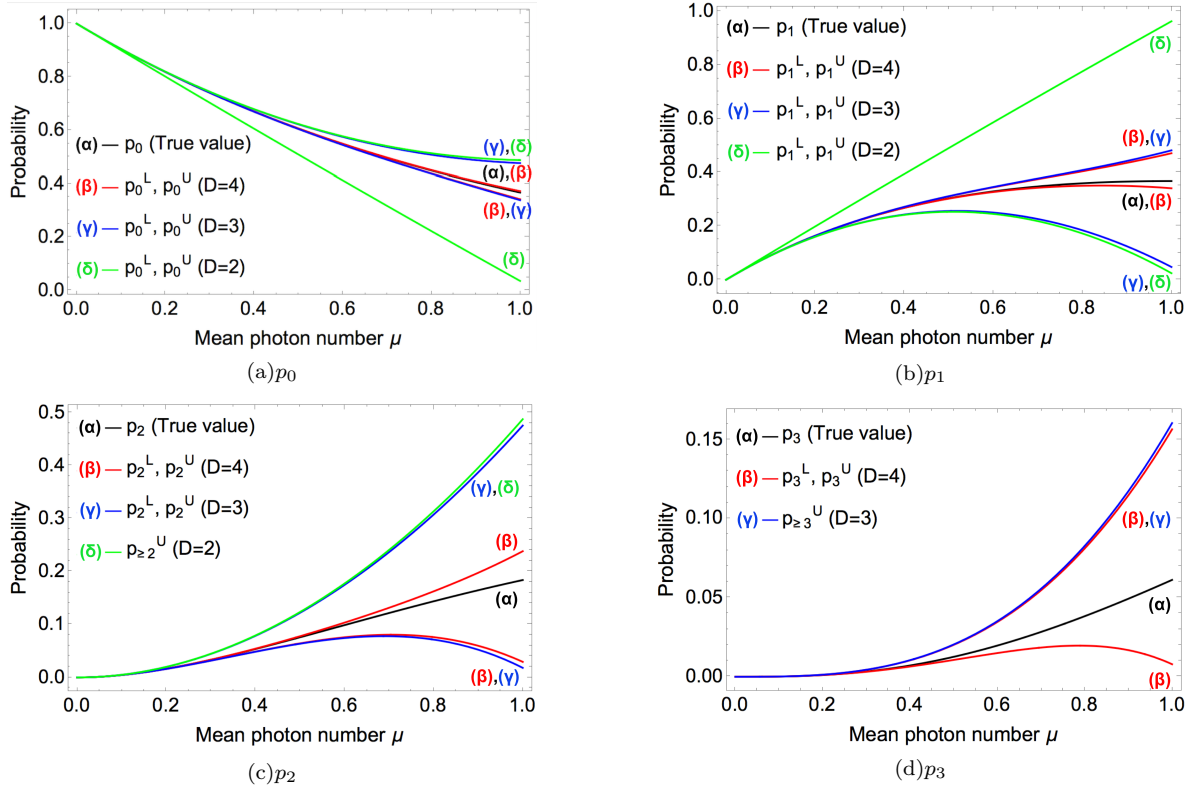 1.0
0.8
0.6
0.4
0.2
0.0
Probability
(α) — p₀ (True value)
(β) — p₀ᴸ, p₀ᵁ (D=4)
(γ) — p₀ᴸ, p₀ᵁ (D=3)
(δ) — p₀ᴸ, p₀ᵁ (D=2)
(γ),(δ)
(α),(β)
(β),(γ)
(δ)
0.0 0.2 0.4 0.6 0.8 1.0
Mean photon number μ
(a)p₀
1.0
0.8
0.6
0.4
0.2
0.0
Probability
(α) — p₁ (True value)
(β) — p₁ᴸ, p₁ᵁ (D=4)
(γ) — p₁ᴸ, p₁ᵁ (D=3)
(δ) — p₁ᴸ, p₁ᵁ (D=2)
(δ)
(β),(γ)
(α),(β)
(γ),(δ)
0.0 0.2 0.4 0.6 0.8 1.0
Mean photon number μ
(b)p₁
0.5
0.4
0.3
0.2
0.1
0.0
Probability
(α) — p₂ (True value)
(β) — p₂ᴸ, p₂ᵁ (D=4)
(γ) — p₂ᴸ, p₂ᵁ (D=3)
(δ) — p≥₂ᵁ (D=2)
(γ),(δ)
(β)
(α)
(β),(γ)
0.0 0.2 0.4 0.6 0.8 1.0
Mean photon number μ
(c)p₂
0.15
0.10
0.05
0.00
Probability
(α) — p₃ (True value)
(β) — p₃ᴸ, p₃ᵁ (D=4)
(γ) — p≥₃ᵁ (D=3)
(β),(γ)
(α)
(β)
0.0 0.2 0.4 0.6 0.8 1.0
Mean photon number μ
(d)p₃